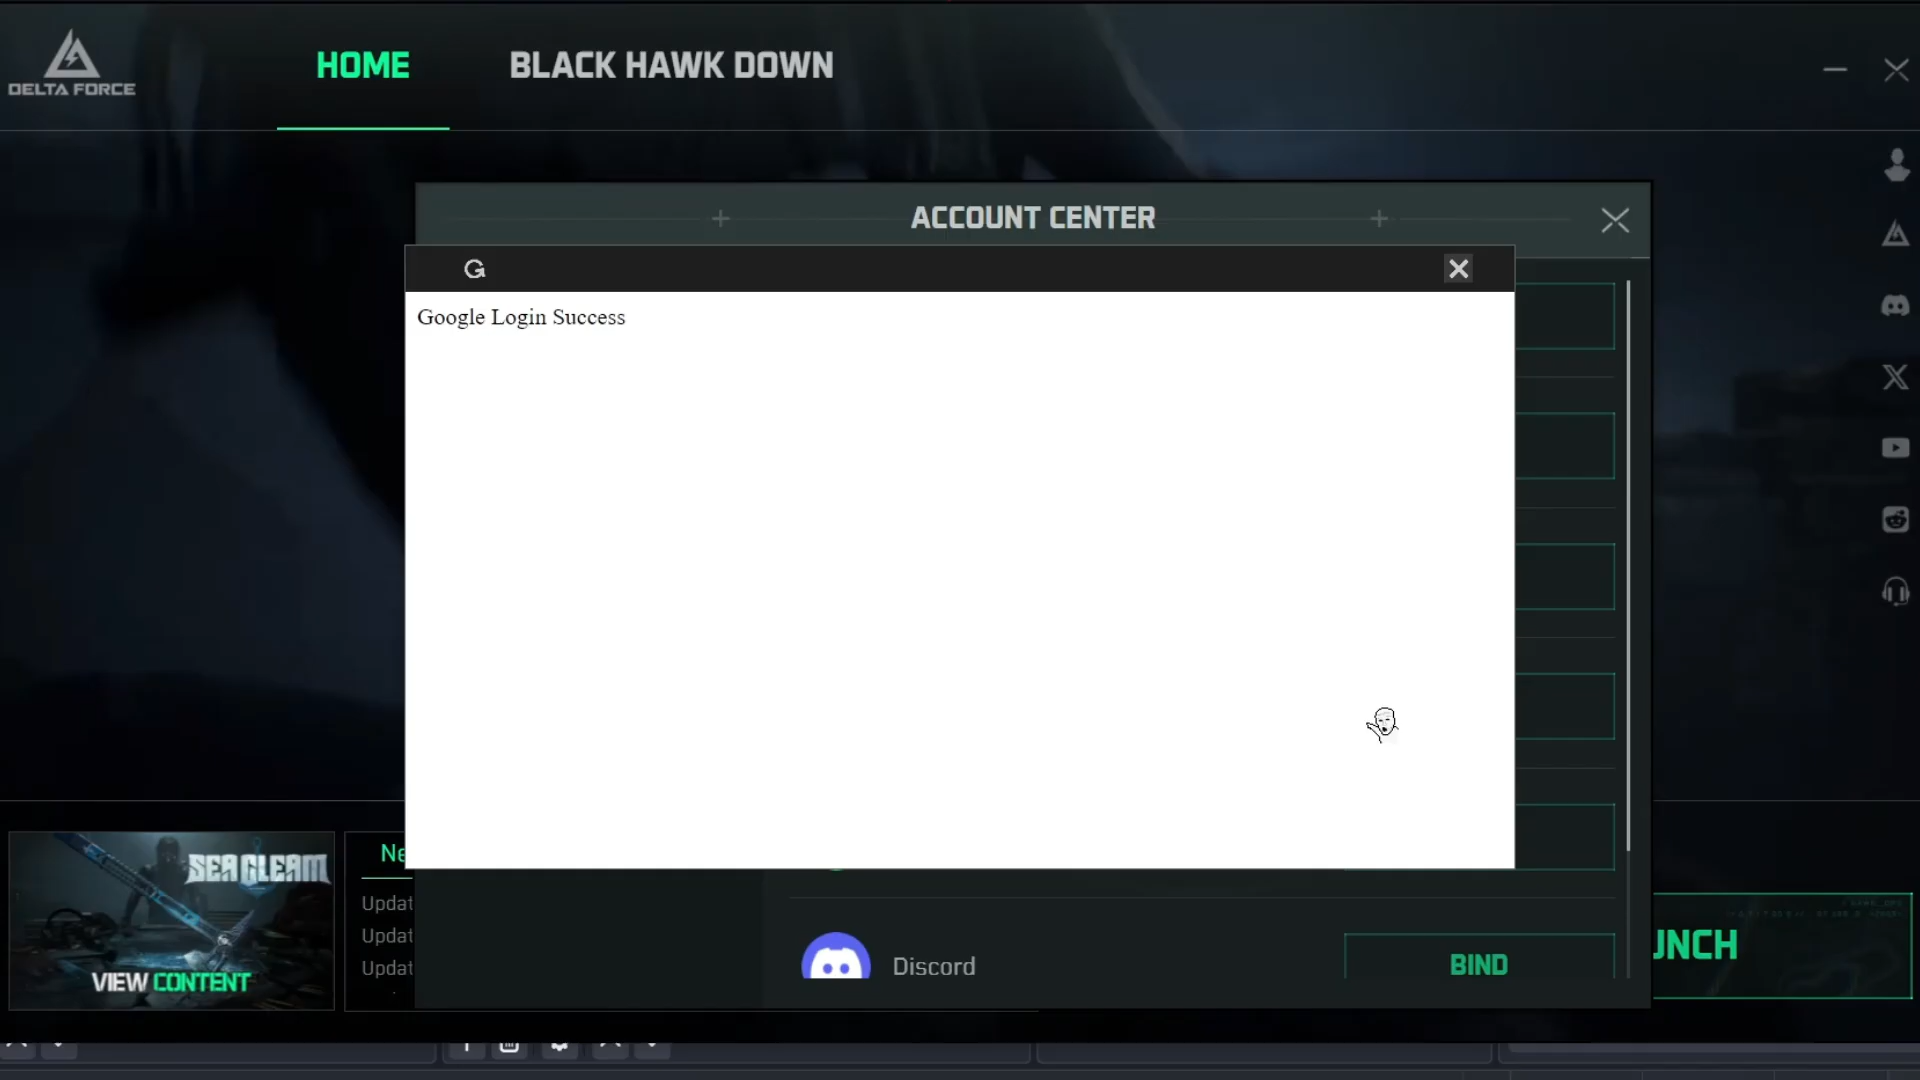 DELTA FORCE
HOME
BLACK HAWK DOWN
ACCOUNT CENTER
Google Login Success
SEA GLEAM
VIEW CONTENT
Ne
Updat
Updat
Updat
Discord
BIND
UNCH